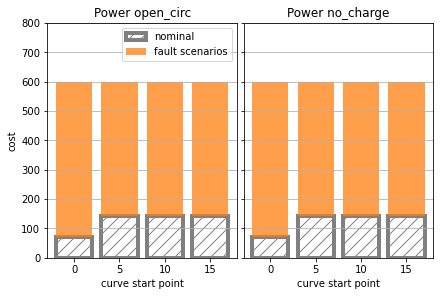 Power open_circ
Power no_charge
nominal
fault scenarios
cost
800
700
600
500
400
300
200
100
0
0 5 10 15
0 5 10 15
curve start point
curve start point